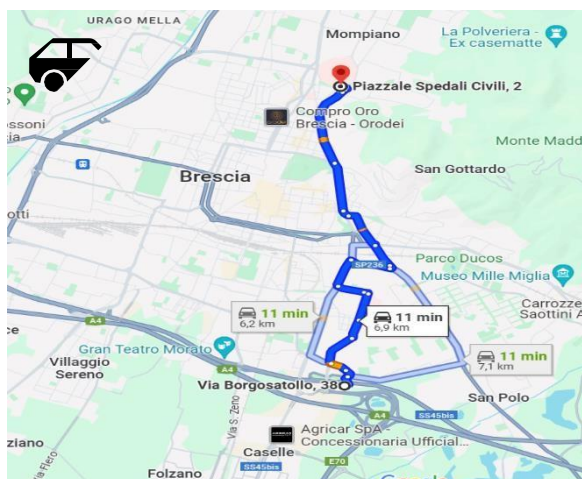 URAGO MELLA
Mompiano
La Polveriera -
Ex casematte
Piazzale Spedali Civili, 2
Compro Oro
Brescia - Orodei
Monte Madd
San Gottardo
Brescia
Parco Ducos
SP236
Museo Mille Miglia
Carrozze
Saottini A
11 min
6,2 km
11 min
6,9 km
11 min
7,1 km
A4
Gran Teatro Morato
Villaggio
Sereno
A4
Via Borgosatollo, 38
San Polo
Via S. Zeno
A4
SS45bis
Agricar SpA -
Concessionaria Ufficial...
Caselle
SS45bis
E70
Folzano